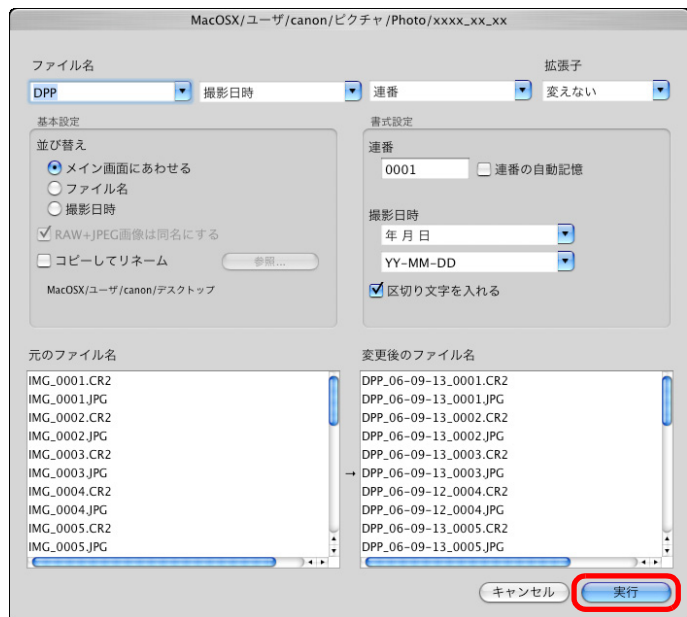 MacOSX/ユーザ/canon/ピクチャ/Photo/xxxx_xx_xx
ファイル名 拡張子
DPP 撮影日時 連番 変えない
基本設定
並び替え
メイン画面にあわせる
ファイル名
撮影日時
RAW+JPEG画像は同名にする
コピーしてリネーム 参照...
MacOSX/ユーザ/canon/デスクトップ
書式設定
連番
0001 連番の自動記憶
撮影日時
年月日
YY-MM-DD
区切り文字を入れる
元のファイル名
IMG_0001.CR2
IMG_0001.JPG
IMG_0002.CR2
IMG_0002.JPG
IMG_0003.CR2
IMG_0003.JPG
IMG_0004.CR2
IMG_0004.JPG
IMG_0005.CR2
IMG_0005.JPG
→
変更後のファイル名
DPP_06-09-13_0001.CR2
DPP_06-09-13_0001.JPG
DPP_06-09-13_0002.CR2
DPP_06-09-13_0002.JPG
DPP_06-09-13_0003.CR2
DPP_06-09-13_0003.JPG
DPP_06-09-12_0004.CR2
DPP_06-09-12_0004.JPG
DPP_06-09-13_0005.CR2
DPP_06-09-13_0005.JPG
キャンセル 実行